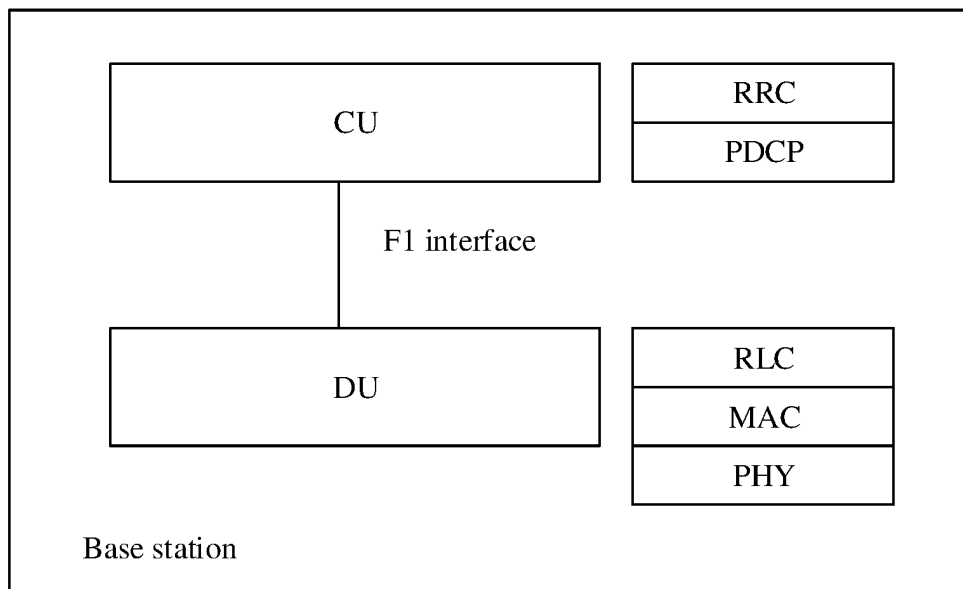 CU
RRC
PDCP
F1 interface
DU
RLC
MAC
PHY
Base station